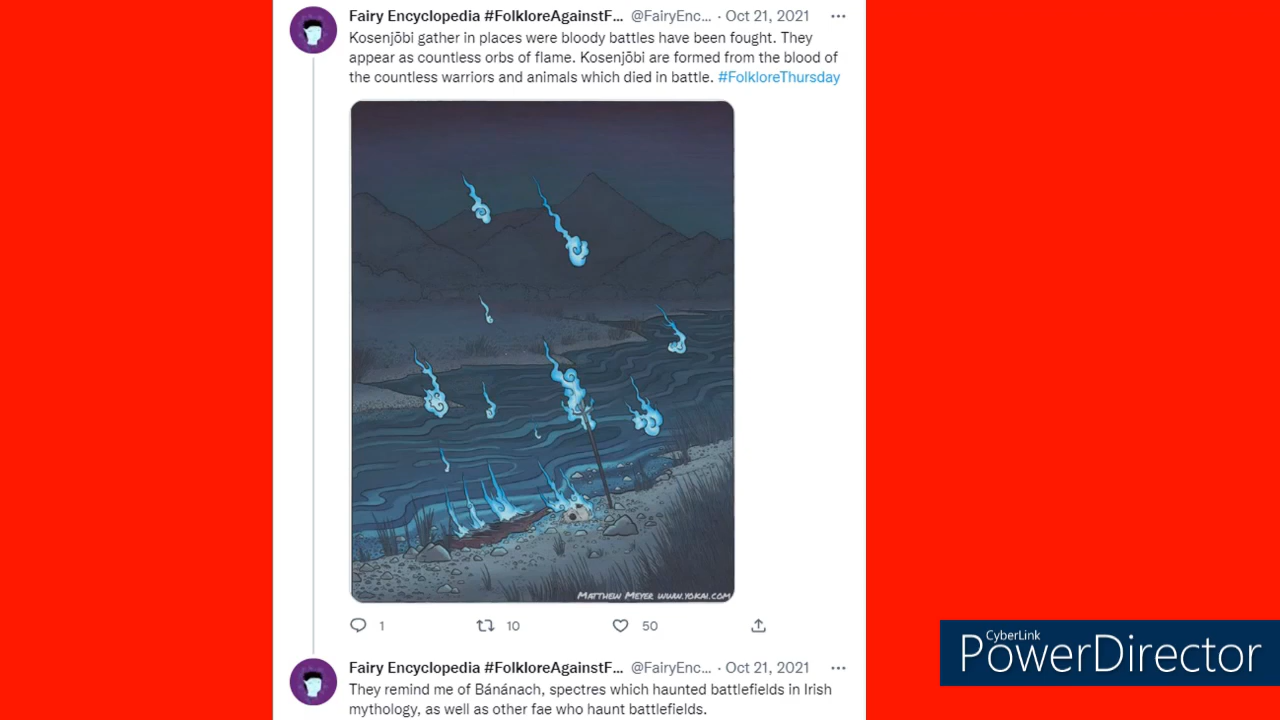 Fairy Encyclopedia #FolkloreAgainstF... @FairyEnc... · Oct 21, 2021
Kosenjōbi gather in places were bloody battles have been fought. They
appear as countless orbs of flame. Kosenjōbi are formed from the blood of
the countless warriors and animals which died in battle. #FolkloreThursday
MATTHEW MEYER WWW.YOKAI.COM
1 10 50
CyberLink
PowerDirector
Fairy Encyclopedia #FolkloreAgainstF... @FairyEnc... · Oct 21, 2021
They remind me of Bánánach, spectres which haunted battlefields in Irish
mythology, as well as other fae who haunt battlefields.